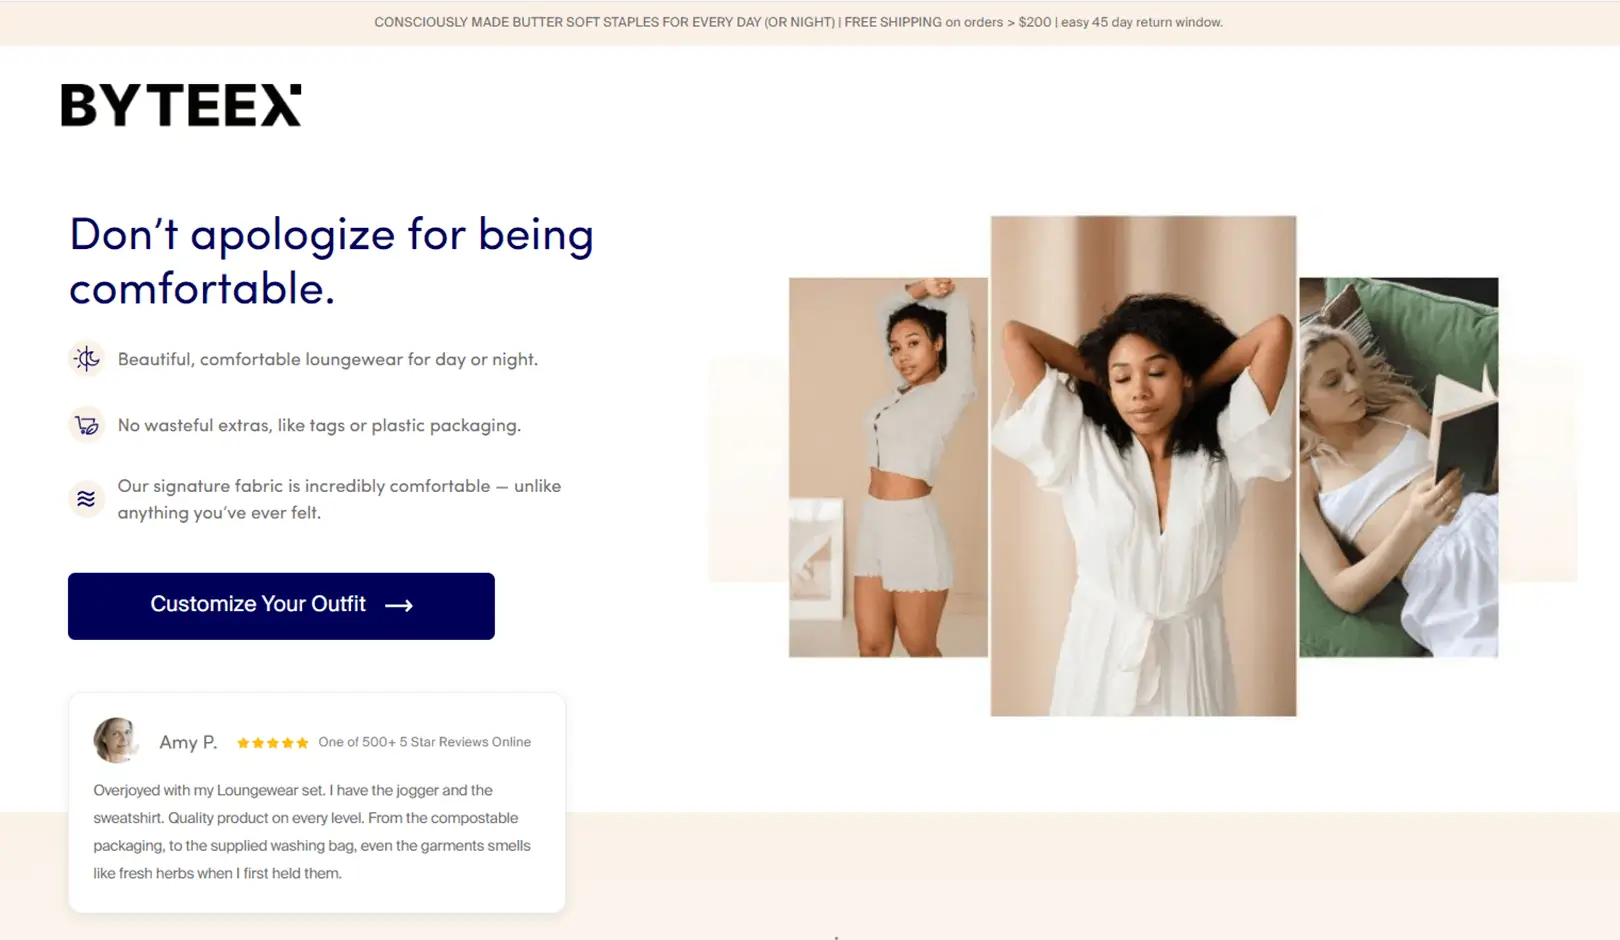 CONSCIOUSLY MADE BUTTER SOFT STAPLES FOR EVERY DAY (OR NIGHT) | FREE SHIPPING on orders > $200 | easy 45 day return window.
BYTEEX
Don’t apologize for being
comfortable.
Beautiful, comfortable loungewear for day or night.
No wasteful extras, like tags or plastic packaging.
Our signature fabric is incredibly comfortable — unlike
anything you’ve ever felt.
Customize Your Outfit →
Amy P. ★★★★★ One of 500+ 5 Star Reviews Online
Overjoyed with my Loungewear set. I have the jogger and the
sweatshirt. Quality product on every level. From the compostable
packaging, to the supplied washing bag, even the garments smells
like fresh herbs when I first held them.